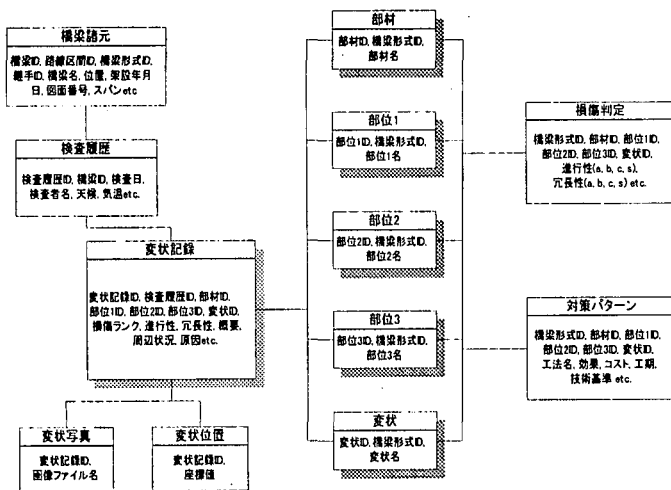 橋梁諸元
橋梁ID, 路線区間ID, 橋梁形式ID,
継手ID, 橋梁名, 位置, 架設年月
日, 図面番号, スパンetc
検査履歴
検査履歴ID, 橋梁ID, 検査日,
検査者名, 天候, 気温etc.
変状記録
変状記録ID, 検査履歴ID, 部材ID,
部位1ID, 部位2ID, 部位3ID, 変状ID,
損傷ランク, 進行性, 冗長性, 概要,
周辺状況, 原因etc.
変状写真
変状記録ID,
画像ファイル名
変状位置
変状記録ID,
座標値
部材
部材ID, 橋梁形式ID,
部材名
部位1
部位1ID, 橋梁形式ID,
部位1名
部位2
部位2ID, 橋梁形式ID,
部位2名
部位3
部位3ID, 橋梁形式ID,
部位3名
変状
変状ID, 橋梁形式ID,
変状名
損傷判定
橋梁形式ID, 部材ID, 部位1ID,
部位2ID, 部位3ID, 変状ID,
進行性(a, b, c, s),
冗長性(a, b, c, s) etc.
対策パターン
橋梁形式ID, 部材ID, 部位1ID,
部位2ID, 部位3ID, 変状ID,
工法名, 効果, コスト, 工期,
技術基準 etc.